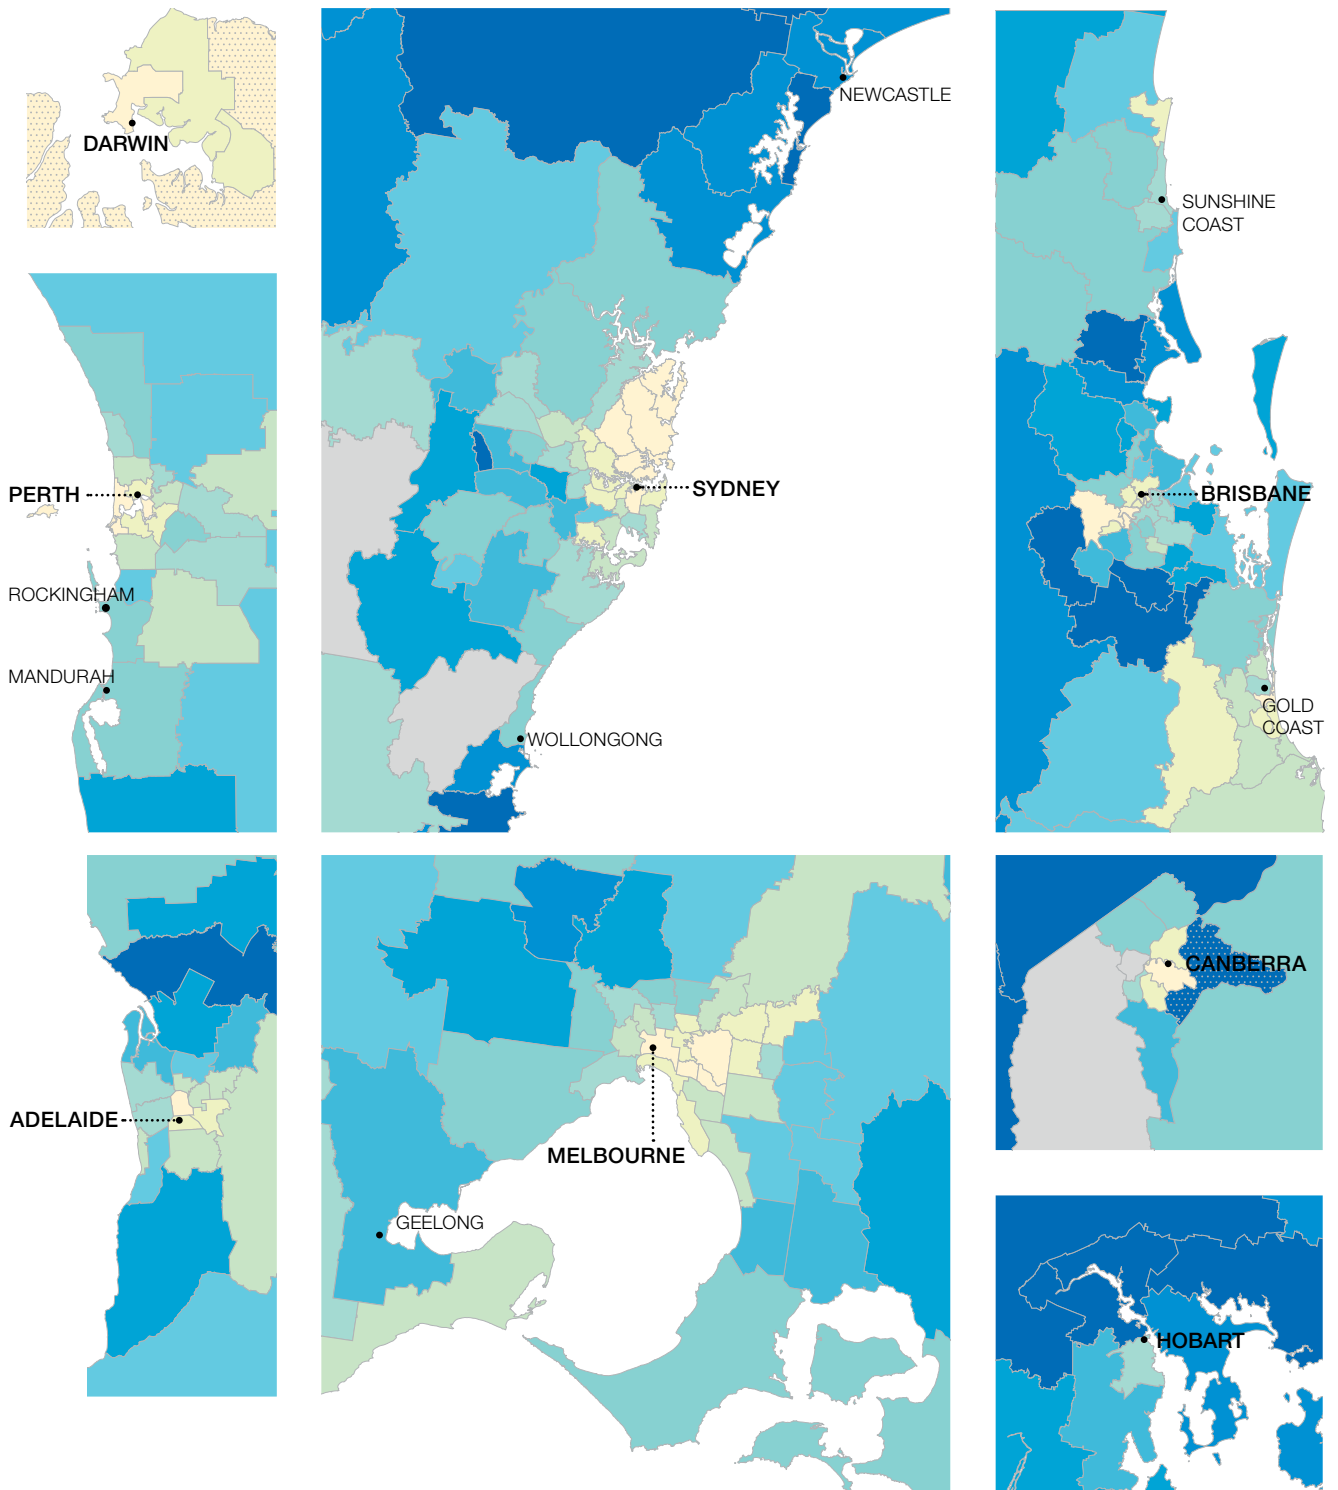 DARWIN
NEWCASTLE
SUNSHINE
COAST
PERTH
SYDNEY
BRISBANE
ROCKINGHAM
MANDURAH
GOLD
COAST
WOLLONGONG
CANBERRA
ADELAIDE
MELBOURNE
GEELONG
HOBART